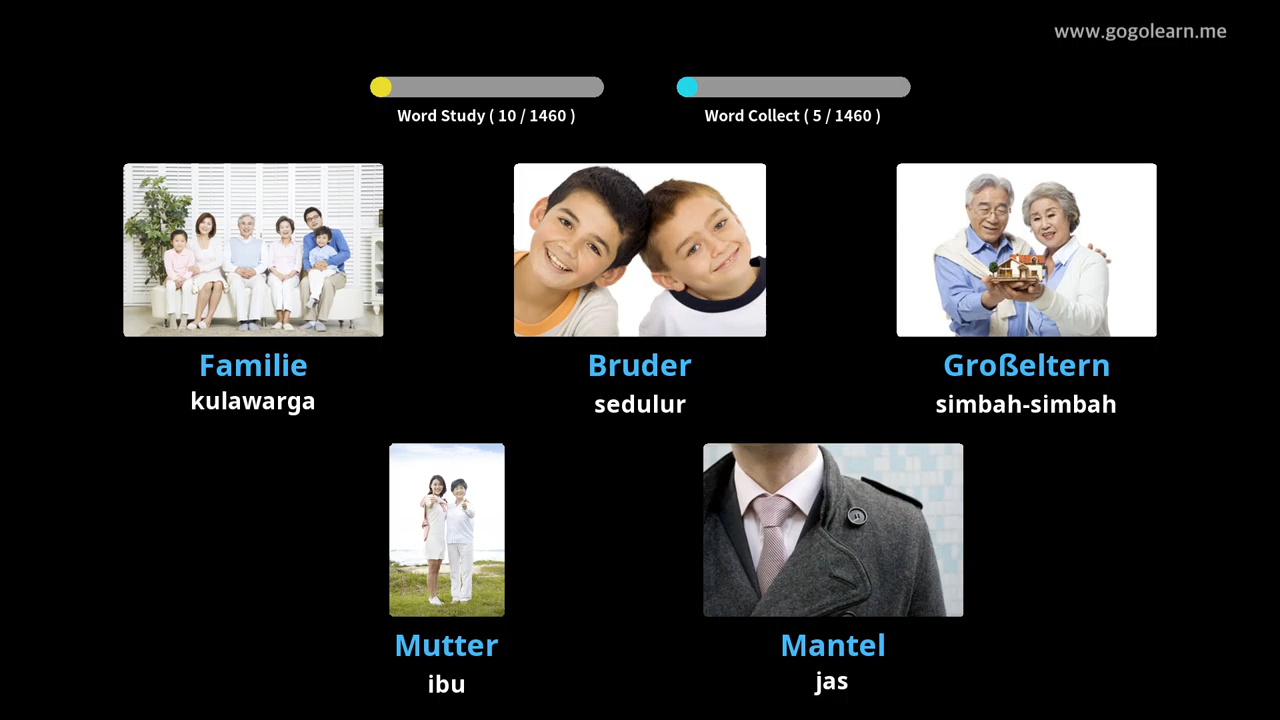 www.gogolearn.me
Word Study ( 10 / 1460 )
Word Collect ( 5 / 1460 )
Familie
kulawarga
Bruder
sedulur
Großeltern
simbah-simbah
Mutter
ibu
Mantel
jas